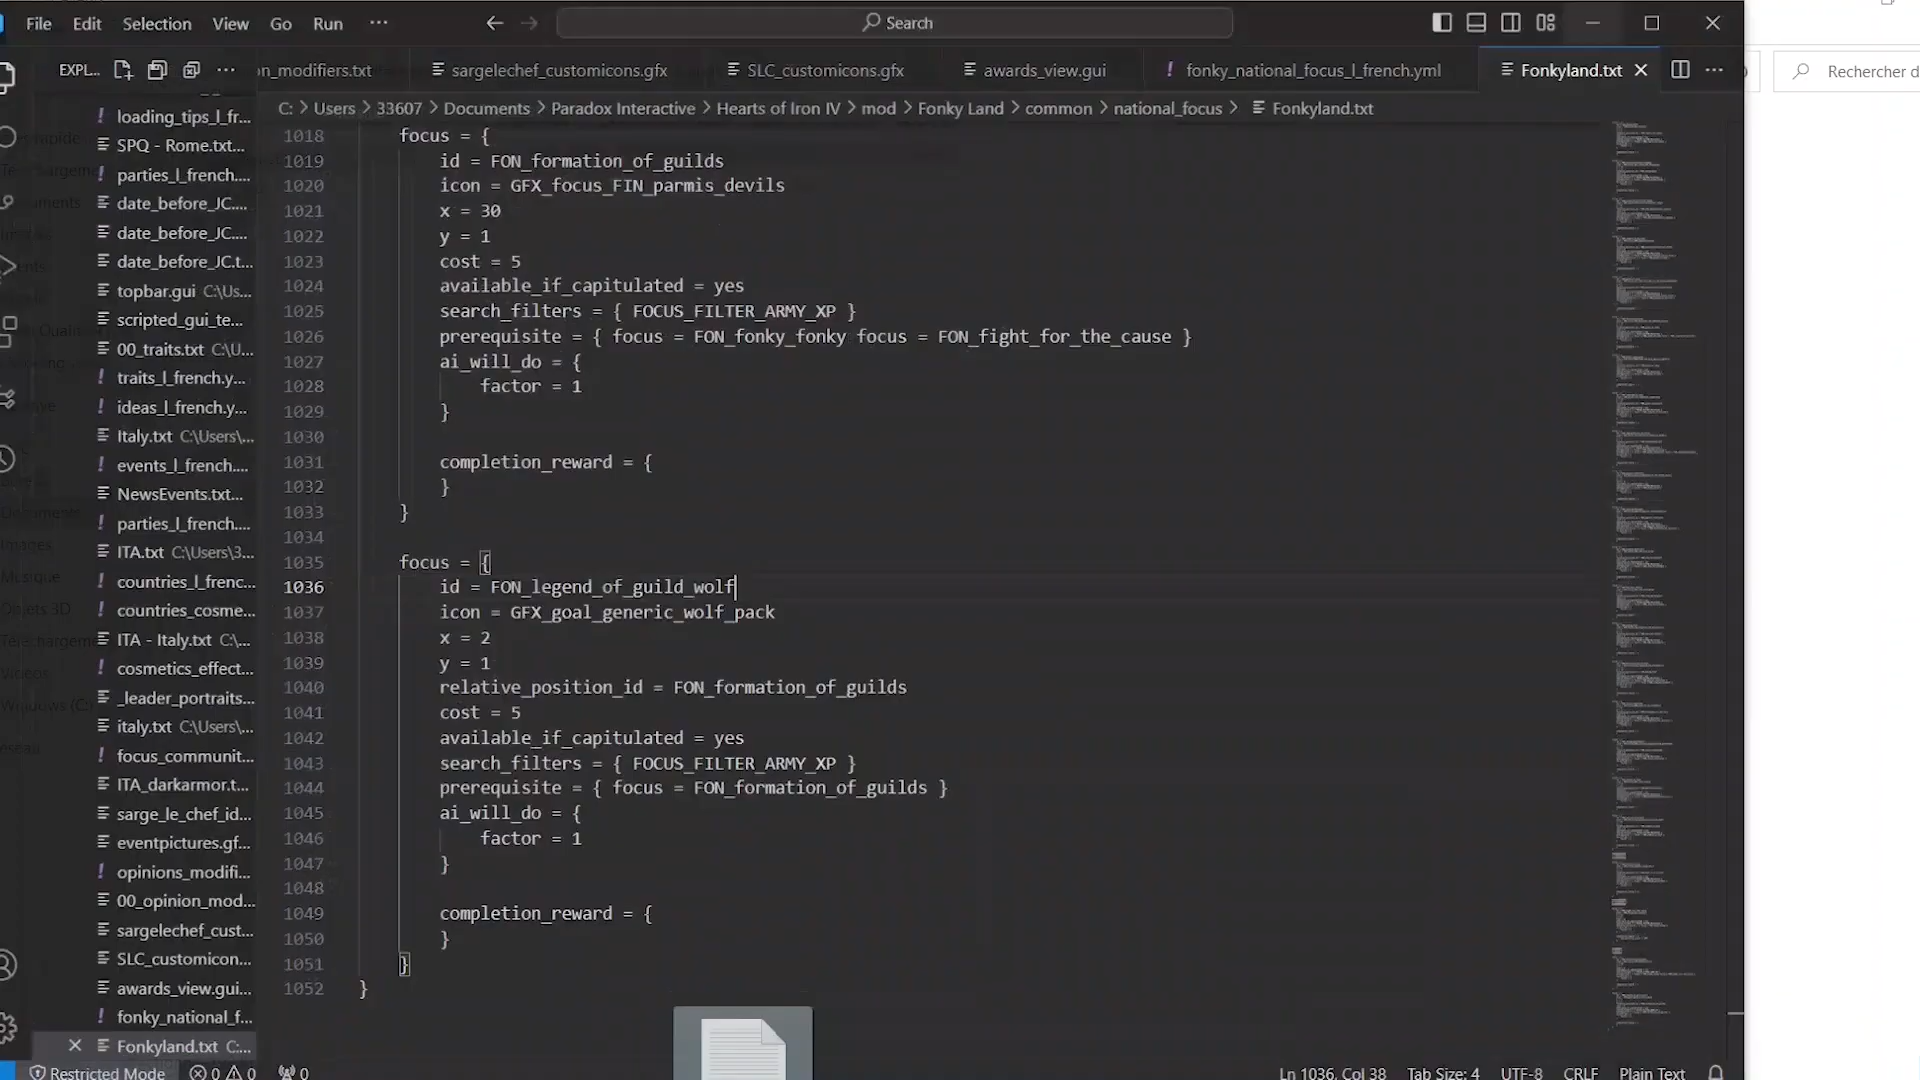 File Edit Selection View Go Run ··· Search
EXPL... on_modifiers.txt sargelechef_customicons.gfx SLC_customicons.gfx awards_view.gui ! fonky_national_focus_l_french.yml Fonkyland.txt
Rechercher d
C: > Users > 33607 > Documents > Paradox Interactive > Hearts of Iron IV > mod > Fonky Land > common > national_focus > Fonkyland.txt
! loading_tips_l_fr...
SPQ - Rome.txt...
! parties_l_french....
date_before_JC....
! date_before_JC....
date_before_JC.t...
topbar.gui C:\Us...
scripted_gui_te...
00_traits.txt C:\U...
! traits_l_french.y...
! ideas_l_french.y...
Italy.txt C:\Users\...
! events_l_french....
NewsEvents.txt...
! parties_l_french....
ITA.txt C:\Users\3...
! countries_l_frenc...
! countries_cosme...
ITA - Italy.txt C:\...
! cosmetics_effect...
_leader_portraits...
italy.txt C:\Users\...
! focus_communit...
ITA_darkarmor.t...
sarge_le_chef_id...
eventpictures.gf...
! opinions_modifi...
00_opinion_mod...
sargelechef_cust...
SLC_customicon...
awards_view.gui...
! fonky_national_f...
Fonkyland.txt C:...
1018 focus = {
1019 id = FON_formation_of_guilds
1020 icon = GFX_focus_FIN_parmis_devils
1021 x = 30
1022 y = 1
1023 cost = 5
1024 available_if_capitulated = yes
1025 search_filters = { FOCUS_FILTER_ARMY_XP }
1026 prerequisite = { focus = FON_fonky_fonky focus = FON_fight_for_the_cause }
1027 ai_will_do = {
1028 factor = 1
1029 }
1030
1031 completion_reward = {
1032 }
1033 }
1034
1035 focus = {
1036 id = FON_legend_of_guild_wolf
1037 icon = GFX_goal_generic_wolf_pack
1038 x = 2
1039 y = 1
1040 relative_position_id = FON_formation_of_guilds
1041 cost = 5
1042 available_if_capitulated = yes
1043 search_filters = { FOCUS_FILTER_ARMY_XP }
1044 prerequisite = { focus = FON_formation_of_guilds }
1045 ai_will_do = {
1046 factor = 1
1047 }
1048
1049 completion_reward = {
1050 }
1051 }
1052 }
Restricted Mode 0 0 0 Ln 1036, Col 38 Tab Size: 4 UTF-8 CRLF Plain Text